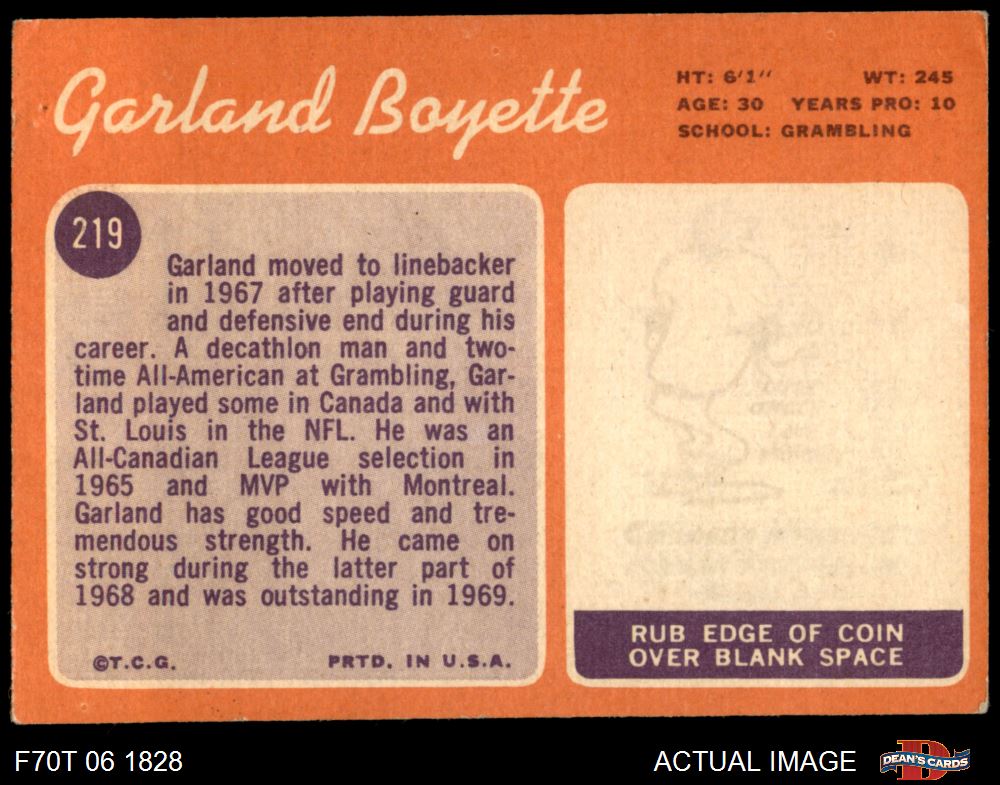 Garland Boyette
HT: 6'1" WT: 245
AGE: 30 YEARS PRO: 10
SCHOOL: GRAMBLING
219
Garland moved to linebacker
in 1967 after playing guard
and defensive end during his
career. A decathlon man and two-
time All-American at Grambling, Gar-
land played some in Canada and with
St. Louis in the NFL. He was an
All-Canadian League selection in
1965 and MVP with Montreal.
Garland has good speed and tre-
mendous strength. He came on
strong during the latter part of
1968 and was outstanding in 1969.
©T.C.G. PRTD. IN U.S.A.
RUB EDGE OF COIN
OVER BLANK SPACE
F70T 06 1828
ACTUAL IMAGE
D
DEAN'S CARDS